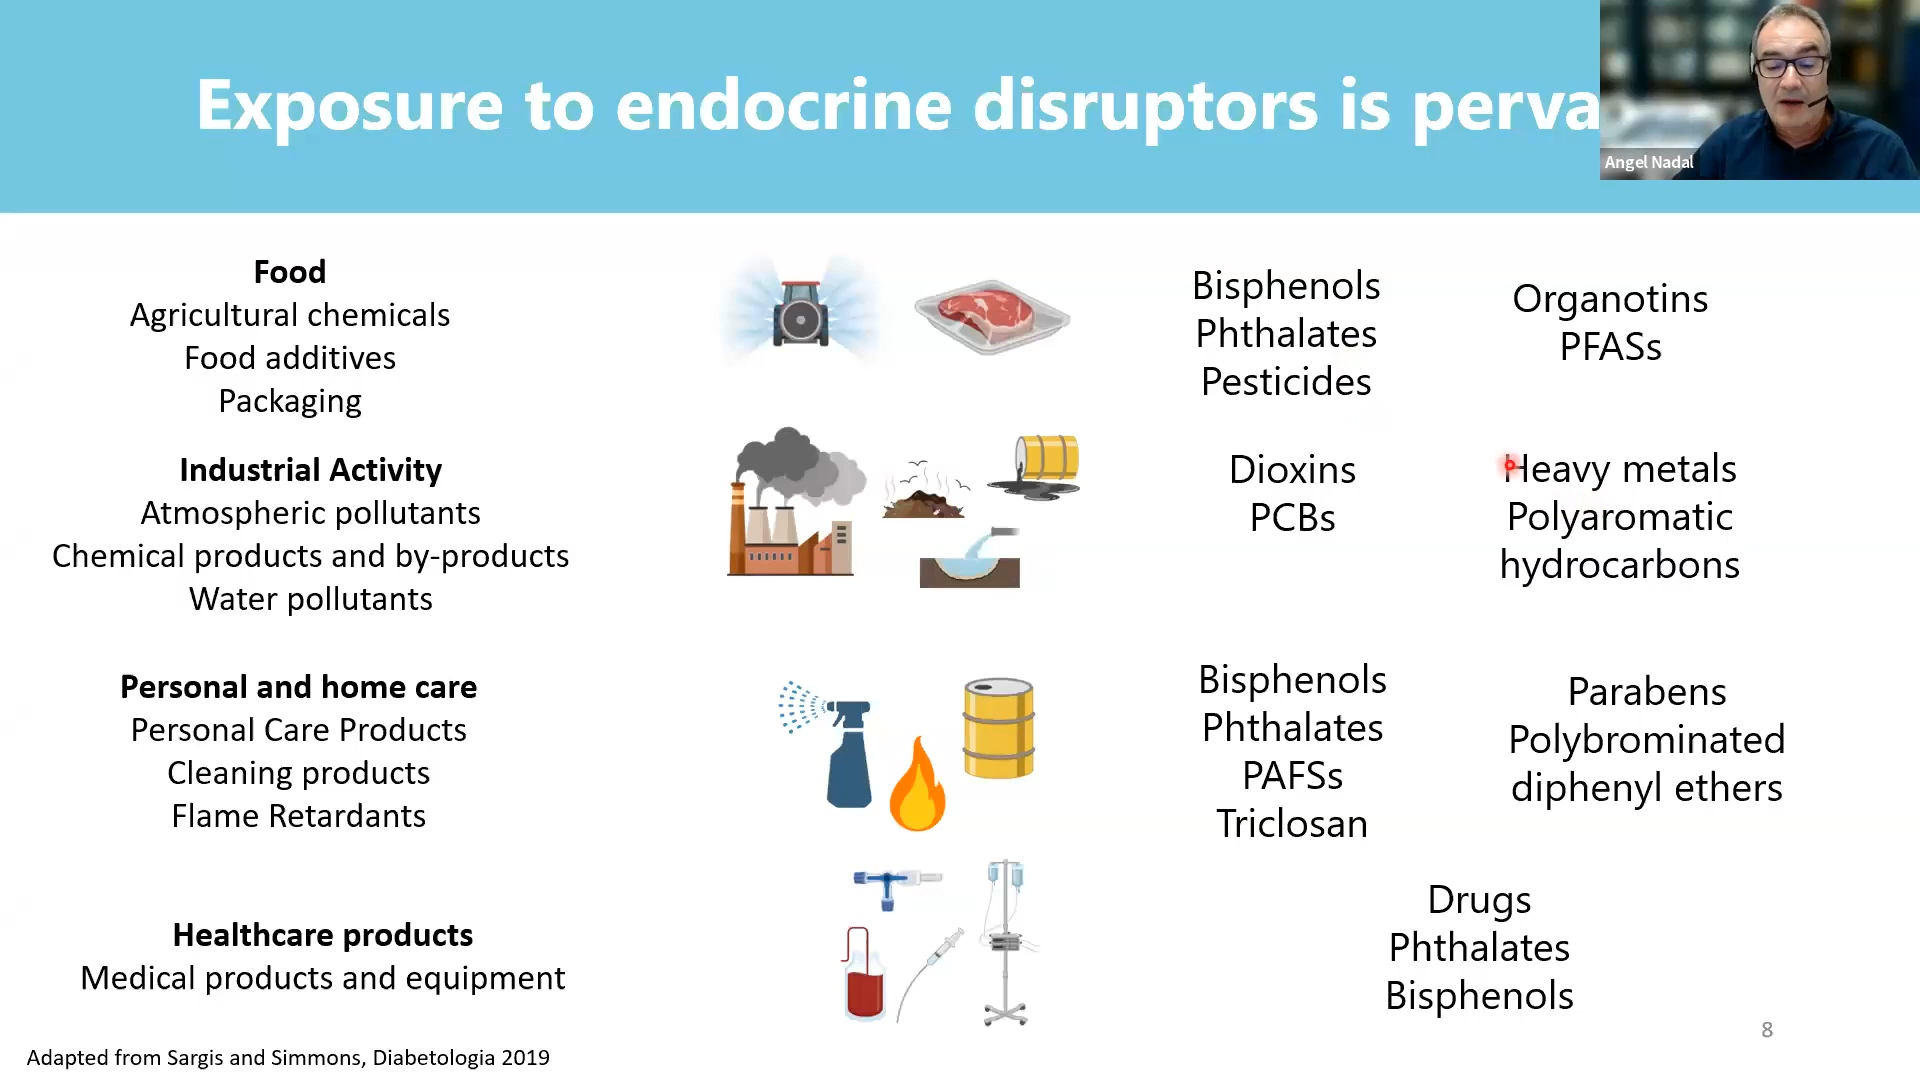 Exposure to endocrine disruptors is perva
Angel Nadal
Food
Agricultural chemicals
Food additives
Packaging
Bisphenols
Phthalates
Pesticides
Organotins
PFASs
Industrial Activity
Atmospheric pollutants
Chemical products and by-products
Water pollutants
Dioxins
PCBs
Heavy metals
Polyaromatic
hydrocarbons
Personal and home care
Personal Care Products
Cleaning products
Flame Retardants
Bisphenols
Phthalates
PAFSs
Triclosan
Parabens
Polybrominated
diphenyl ethers
Healthcare products
Medical products and equipment
Drugs
Phthalates
Bisphenols
8
Adapted from Sargis and Simmons, Diabetologia 2019